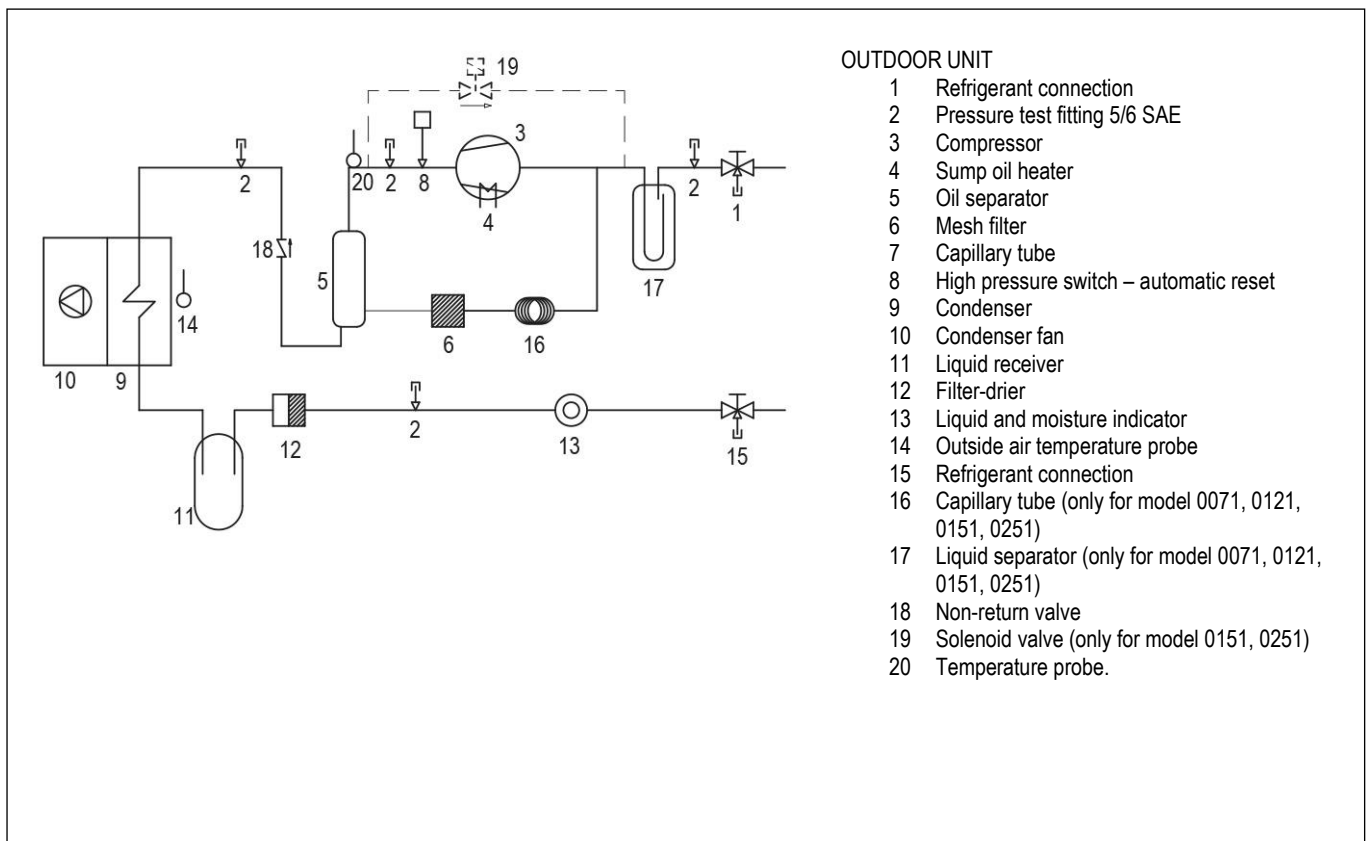 19
OUTDOOR UNIT
1 Refrigerant connection
2 Pressure test fitting 5/6 SAE
3 Compressor
4 Sump oil heater
5 Oil separator
6 Mesh filter
7 Capillary tube
8 High pressure switch – automatic reset
9 Condenser
10 Condenser fan
11 Liquid receiver
12 Filter-drier
13 Liquid and moisture indicator
14 Outside air temperature probe
15 Refrigerant connection
16 Capillary tube (only for model 0071, 0121,
0151, 0251)
17 Liquid separator (only for model 0071, 0121,
0151, 0251)
18 Non-return valve
19 Solenoid valve (only for model 0151, 0251)
20 Temperature probe.
3
2
20
2
8
4
2
1
18
5
17
14
6
16
10
9
12
2
13
15
11